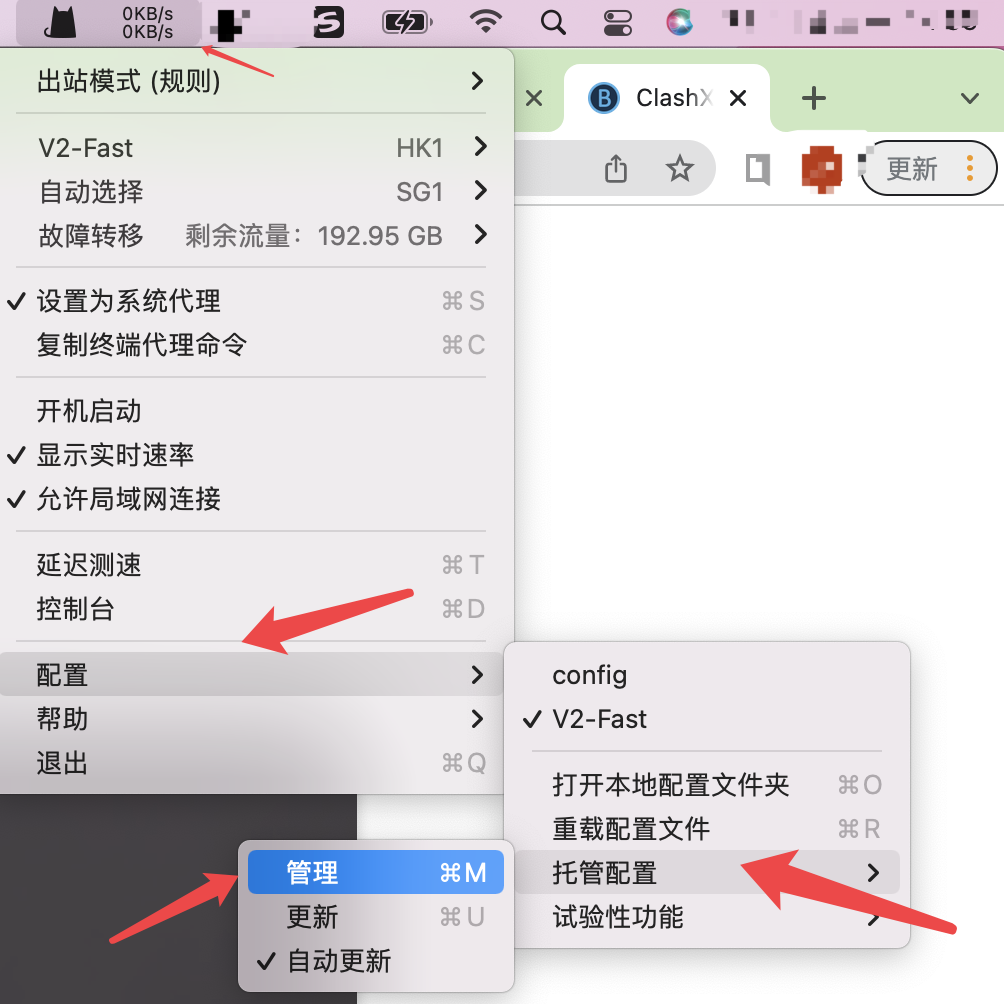 0KB/s
0KB/s
出站模式 (规则)
V2-Fast HK1
自动选择 SG1
故障转移 剩余流量：192.95 GB
设置为系统代理 ⌘S
复制终端代理命令 ⌘C
开机启动
显示实时速率
允许局域网连接
延迟测速 ⌘T
控制台 ⌘D
配置
帮助
退出 ⌘Q
ClashX
更新
config
V2-Fast
打开本地配置文件夹 ⌘O
重载配置文件 ⌘R
托管配置
试验性功能
管理 ⌘M
更新 ⌘U
自动更新